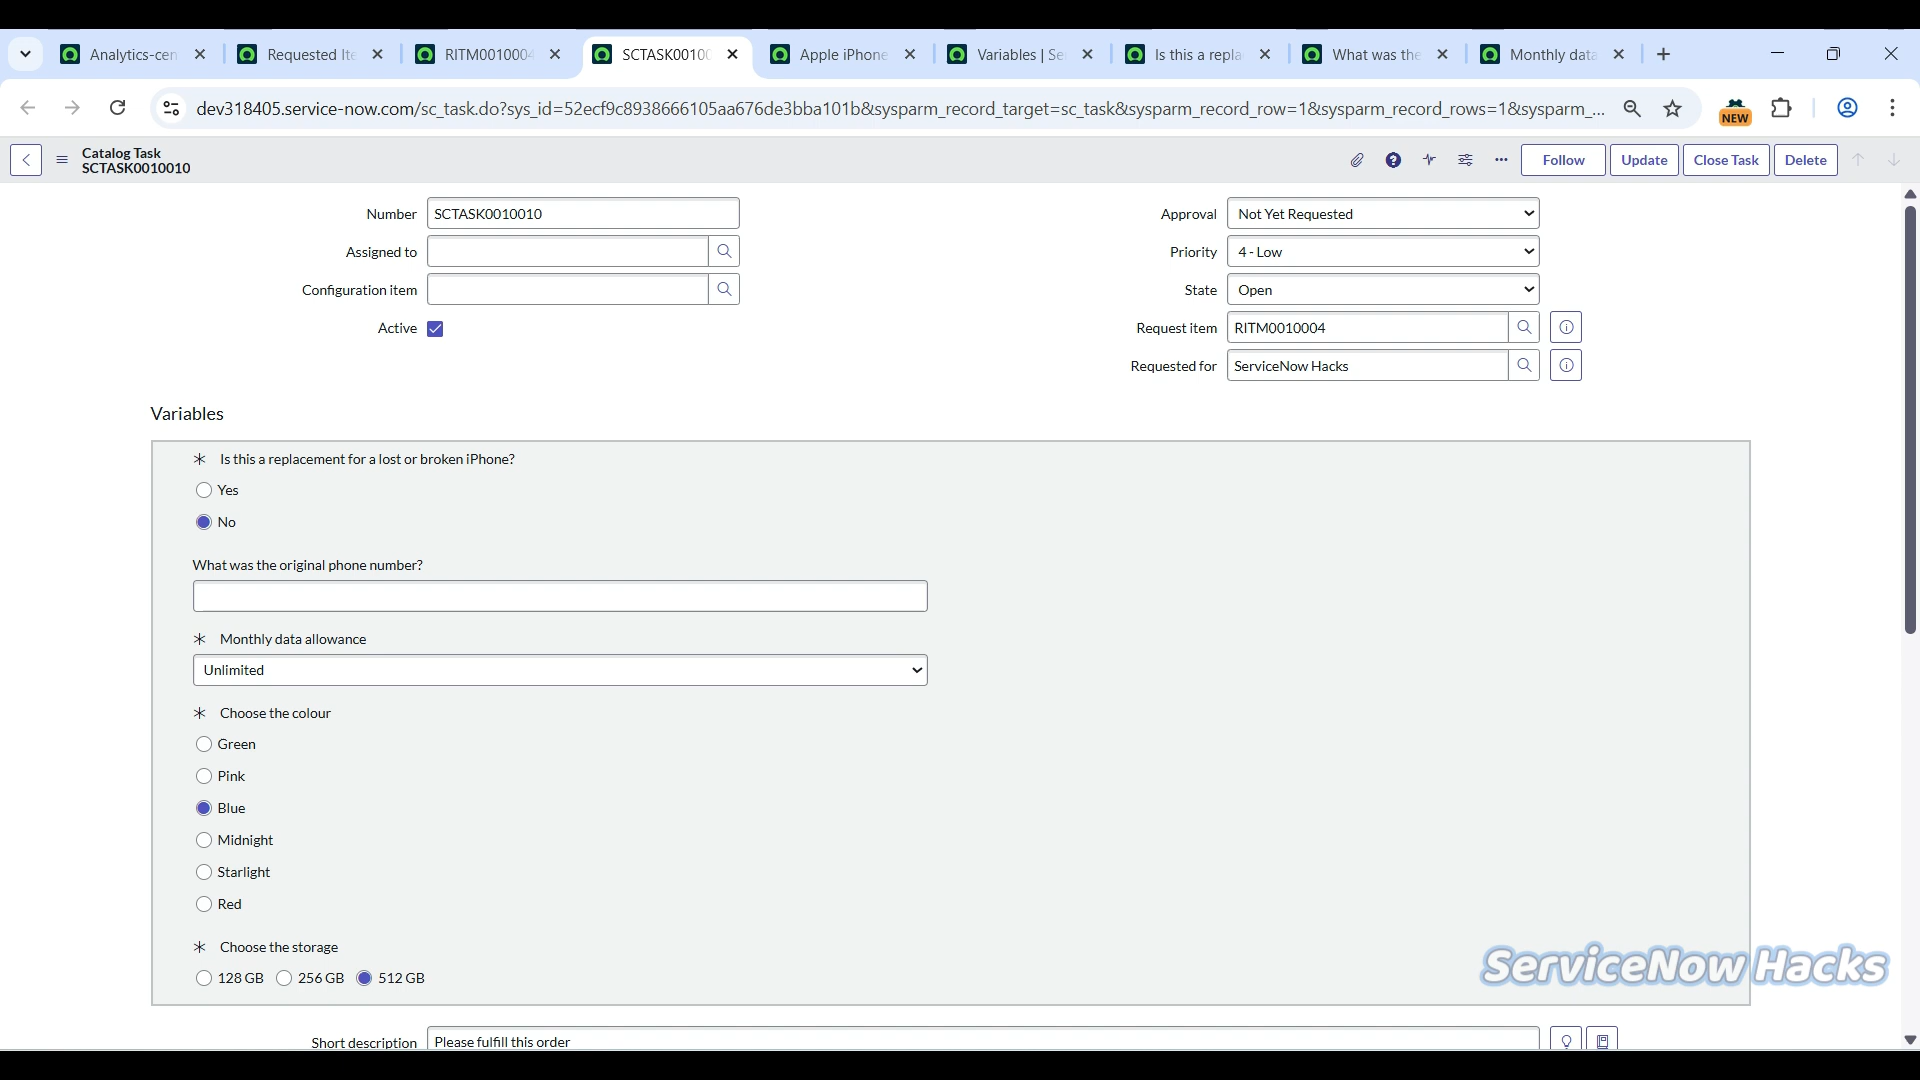 Analytics-cen
Requested Ite
RITM0010004
SCTASK00100
Apple iPhone
Variables | Se
Is this a repla
What was the
Monthly data
dev318405.service-now.com/sc_task.do?sys_id=52ecf9c8938666105aa676de3bba101b&sysparm_record_target=sc_task&sysparm_record_row=1&sysparm_record_rows=1&sysparm_...
NEW
Catalog Task
SCTASK0010010
Follow
Update
Close Task
Delete
Number
SCTASK0010010
Approval
Not Yet Requested
Assigned to
Priority
4 - Low
Configuration item
State
Open
Active
Request item
RITM0010004
Requested for
ServiceNow Hacks
Variables
Is this a replacement for a lost or broken iPhone?
Yes
No
What was the original phone number?
Monthly data allowance
Unlimited
Choose the colour
Green
Pink
Blue
Midnight
Starlight
Red
Choose the storage
128 GB
256 GB
512 GB
ServiceNow Hacks
Short description
Please fulfill this order